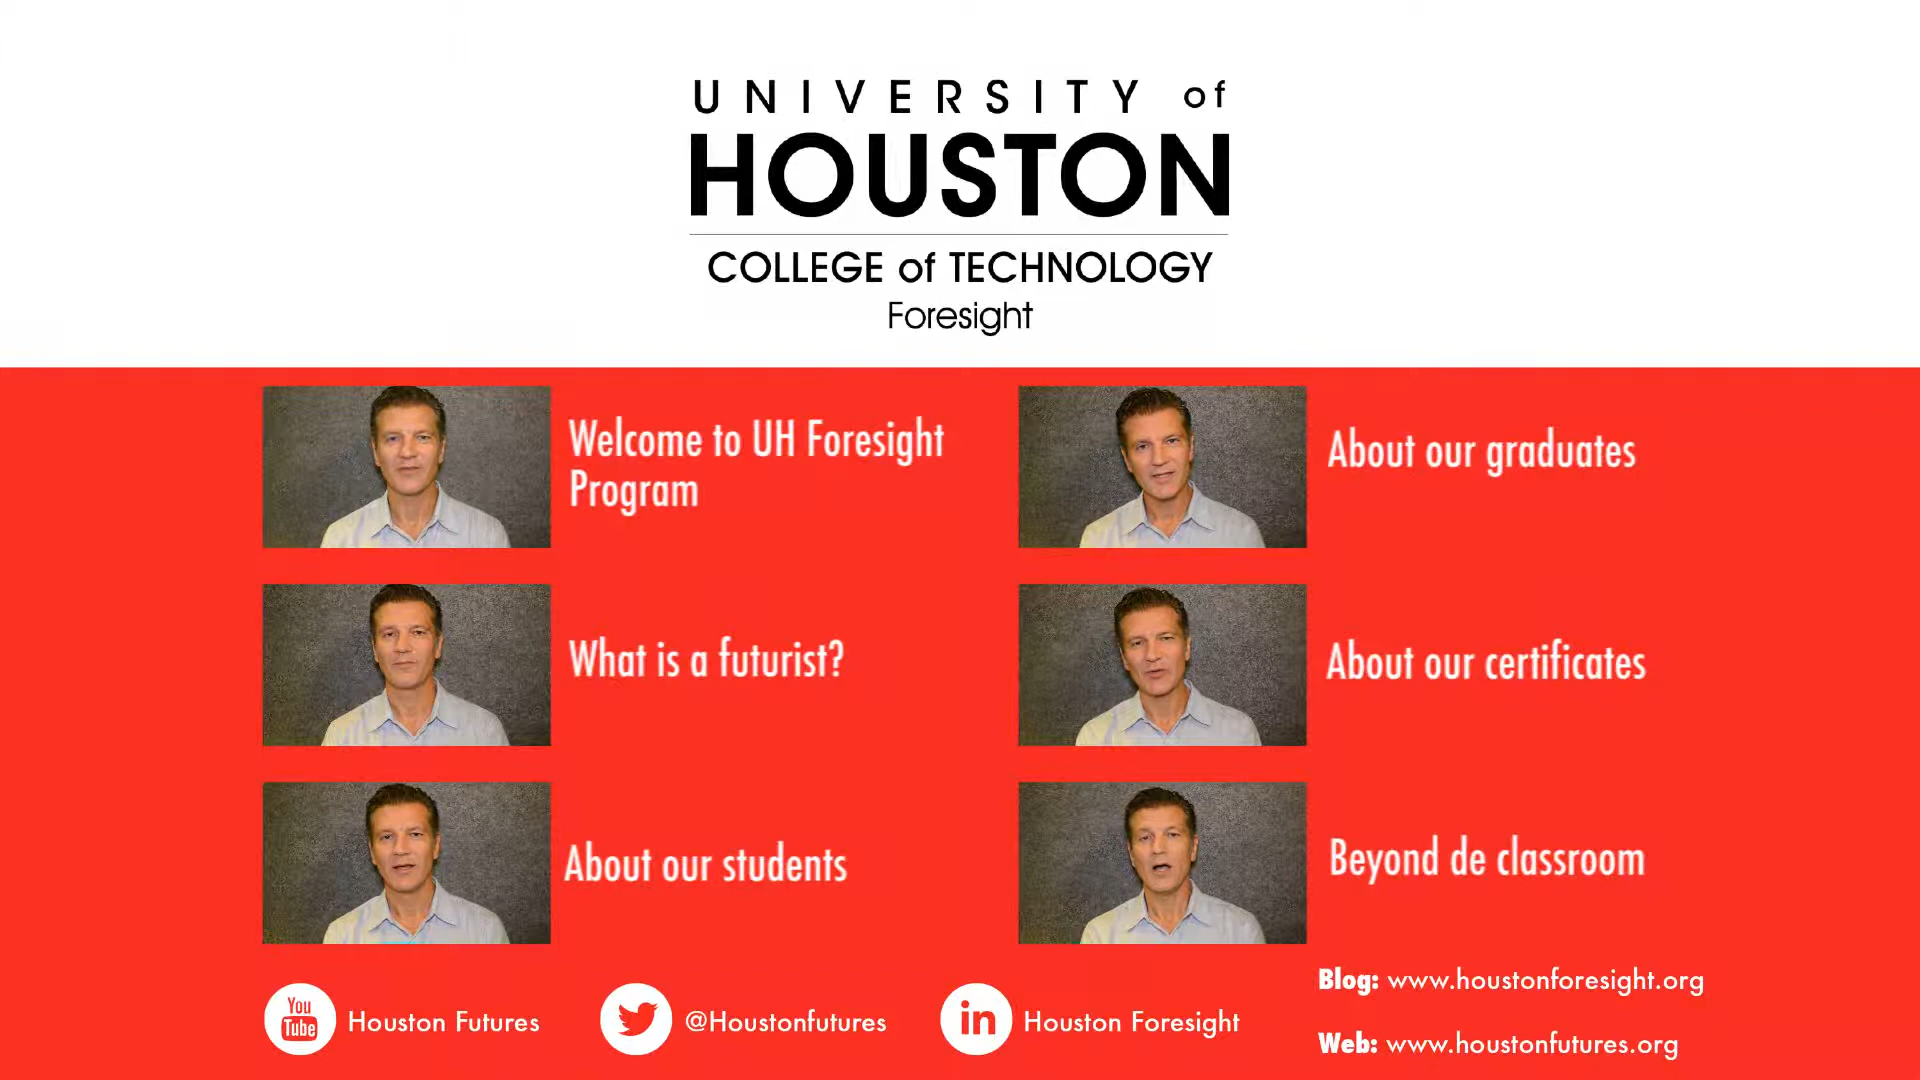 UNIVERSITY of
HOUSTON
COLLEGE of TECHNOLOGY
Foresight
Welcome to UH Foresight
Program
About our graduates
What is a futurist?
About our certificates
About our students
Beyond de classroom
You
Tube
Houston Futures
@Houstonfutures
in
Houston Foresight
Blog: www.houstonforesight.org
Web: www.houstonfutures.org